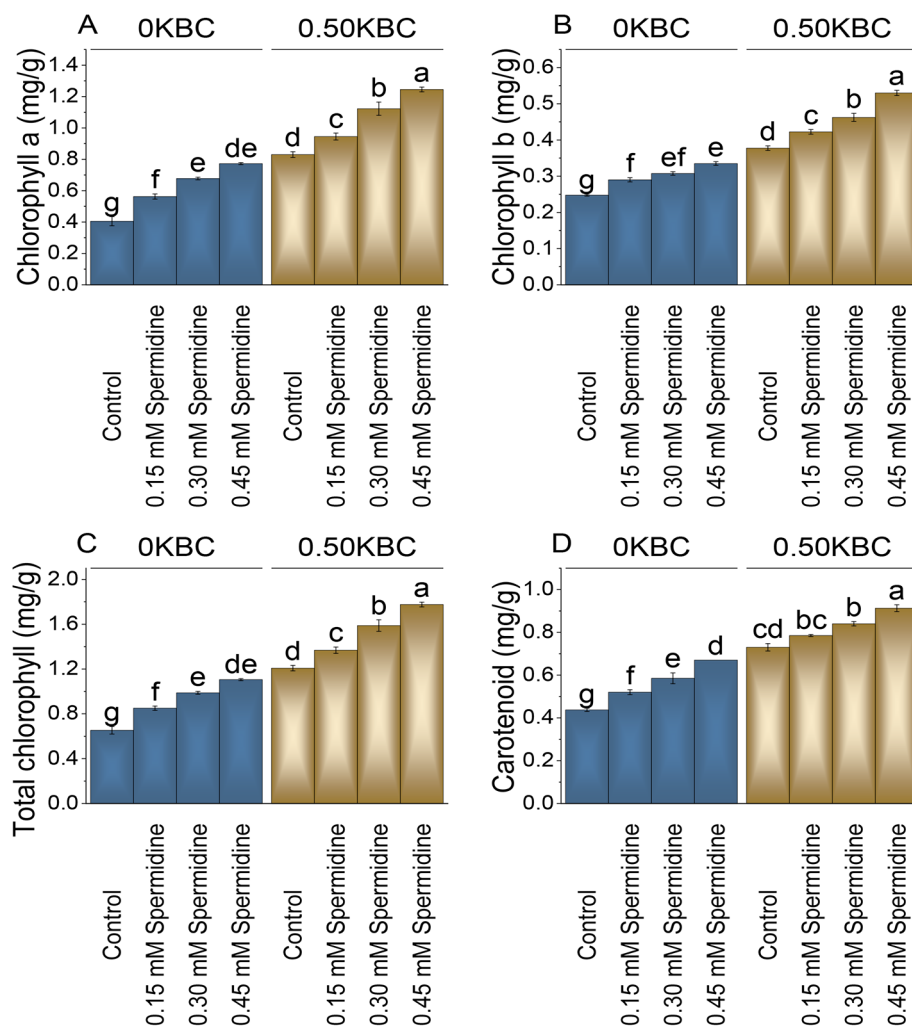 A 0KBC 0.50KBC
Chlorophyll a (mg/g)
1.4
1.2
1.0
0.8
0.6
0.4
0.2
0.0
g f e de d c b a
Control
0.15 mM Spermidine
0.30 mM Spermidine
0.45 mM Spermidine
Control
0.15 mM Spermidine
0.30 mM Spermidine
0.45 mM Spermidine
B 0KBC 0.50KBC
Chlorophyll b (mg/g)
0.6
0.5
0.4
0.3
0.2
0.1
0.0
g f ef e d c b a
Control
0.15 mM Spermidine
0.30 mM Spermidine
0.45 mM Spermidine
Control
0.15 mM Spermidine
0.30 mM Spermidine
0.45 mM Spermidine
C 0KBC 0.50KBC
Total chlorophyll (mg/g)
2.0
1.6
1.2
0.8
0.4
0.0
g f e de d c b a
Control
0.15 mM Spermidine
0.30 mM Spermidine
0.45 mM Spermidine
Control
0.15 mM Spermidine
0.30 mM Spermidine
0.45 mM Spermidine
D 0KBC 0.50KBC
Carotenoid (mg/g)
1.0
0.8
0.6
0.4
0.2
0.0
g f e d cd bc b a
Control
0.15 mM Spermidine
0.30 mM Spermidine
0.45 mM Spermidine
Control
0.15 mM Spermidine
0.30 mM Spermidine
0.45 mM Spermidine